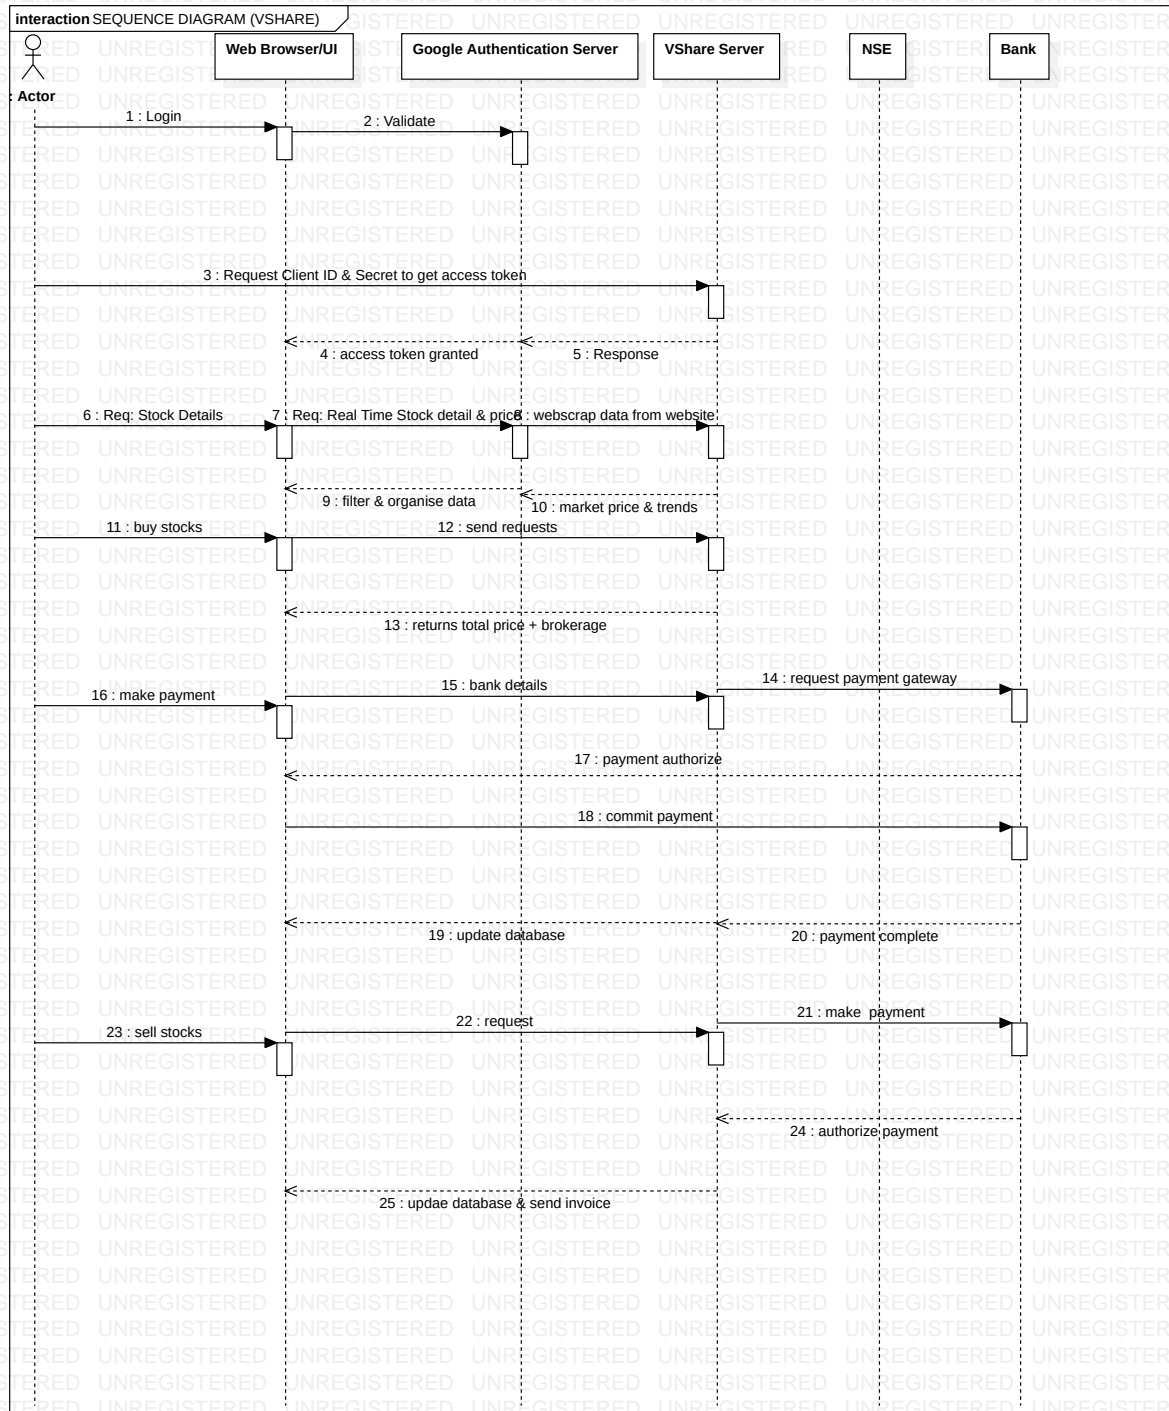 interaction SEQUENCE DIAGRAM (VSHARE)
Web Browser/UI
Google Authentication Server
VShare Server
NSE
Bank
: Actor
1 : Login
2 : Validate
3 : Request Client ID & Secret to get access token
4 : access token granted
5 : Response
6 : Req: Stock Details
7 : Req: Real Time Stock detail & price
8 : webscrap data from website
9 : filter & organise data
10 : market price & trends
11 : buy stocks
12 : send requests
13 : returns total price + brokerage
14 : request payment gateway
15 : bank details
16 : make payment
17 : payment authorize
18 : commit payment
19 : update database
20 : payment complete
21 : make  payment
22 : request
23 : sell stocks
24 : authorize payment
25 : updae database & send invoice
UNREGISTERED